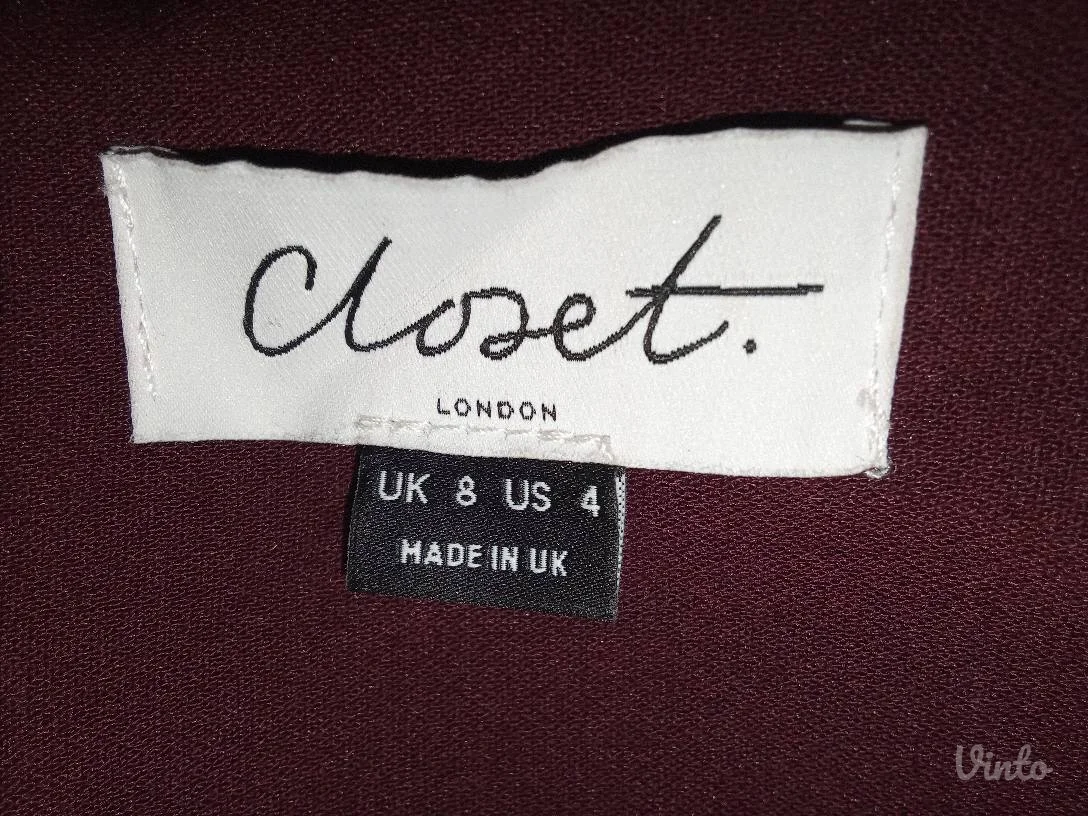 closet.
LONDON
UK 8 US 4
MADE IN UK
Vinto